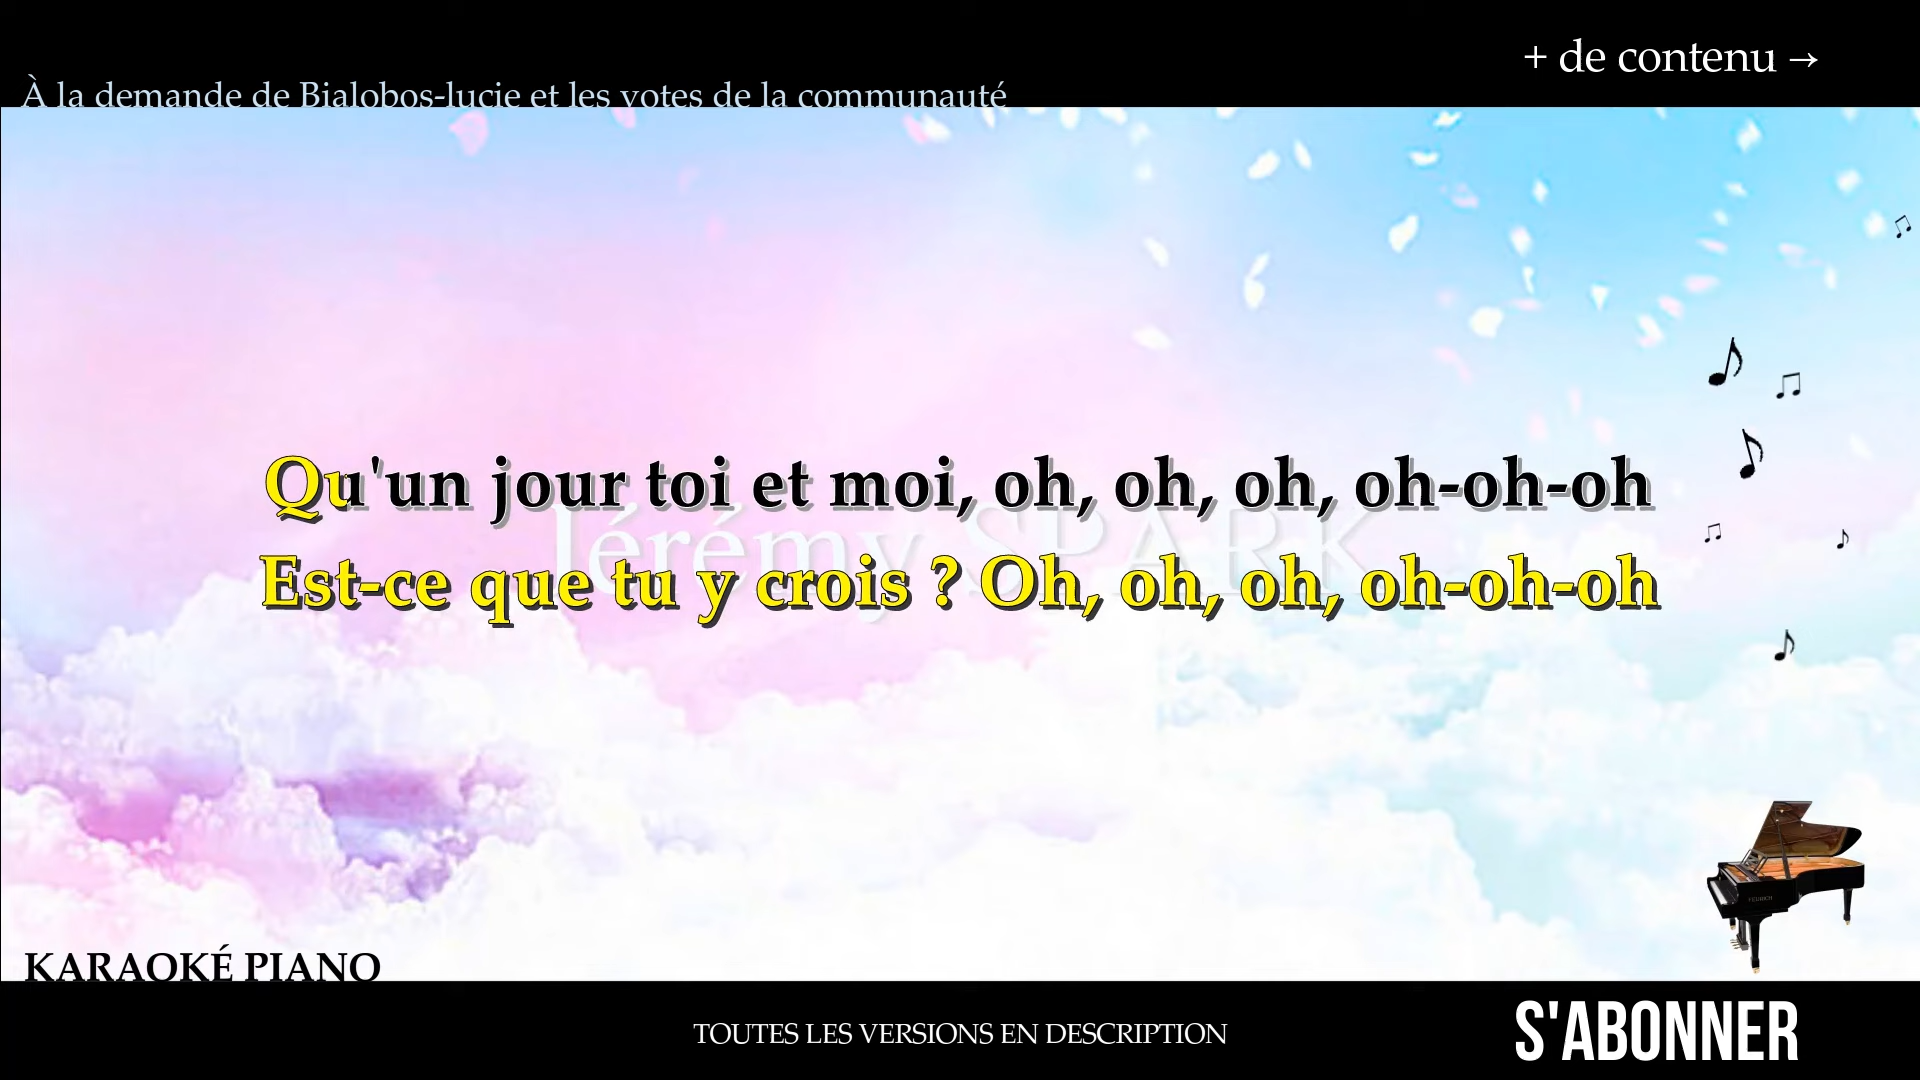 + de contenu →
À la demande de Bialobos-lucie et les votes de la communauté
Qu'un jour toi et moi, oh, oh, oh, oh-oh-oh
Jérémy SPARK
Est-ce que tu y crois ? Oh, oh, oh, oh-oh-oh
KARAOKÉ PIANO
TOUTES LES VERSIONS EN DESCRIPTION
S'ABONNER